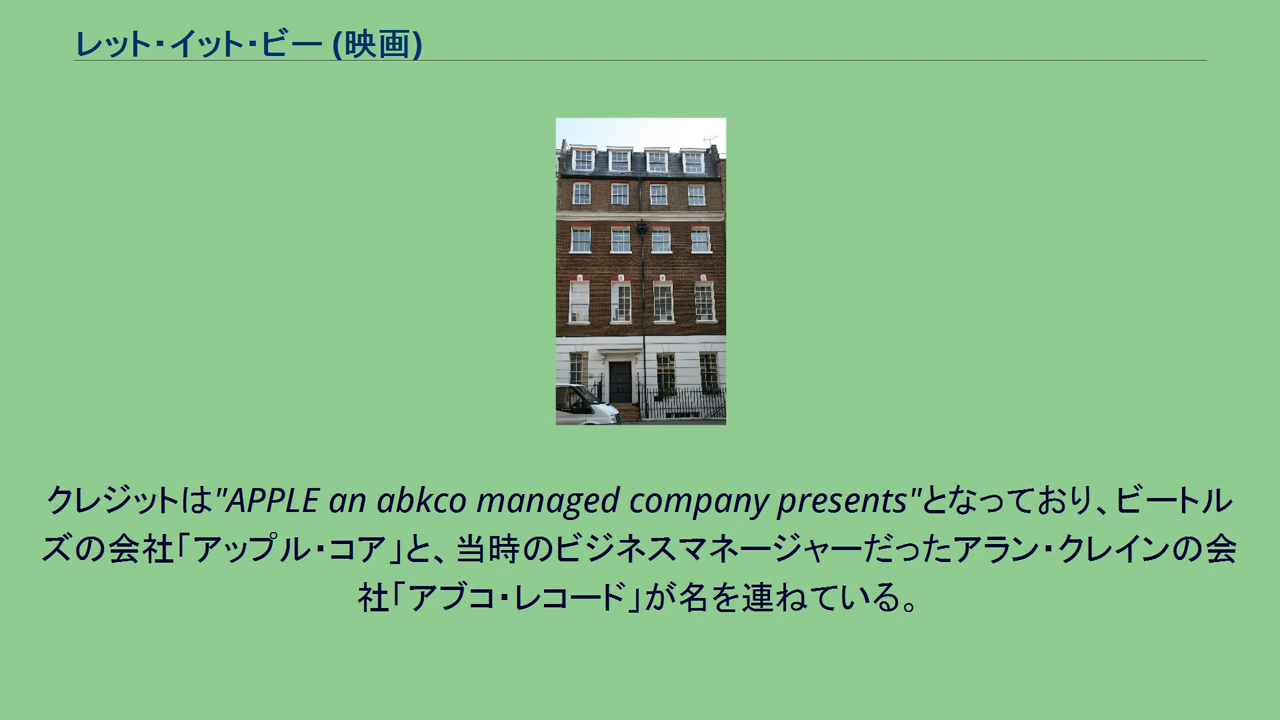 レット・イット・ビー (映画)
クレジットは"APPLE an abkco managed company presents"となっており、ビートル
ズの会社「アップル・コア」と、当時のビジネスマネージャーだったアラン・クレインの会
社「アブコ・レコード」が名を連ねている。